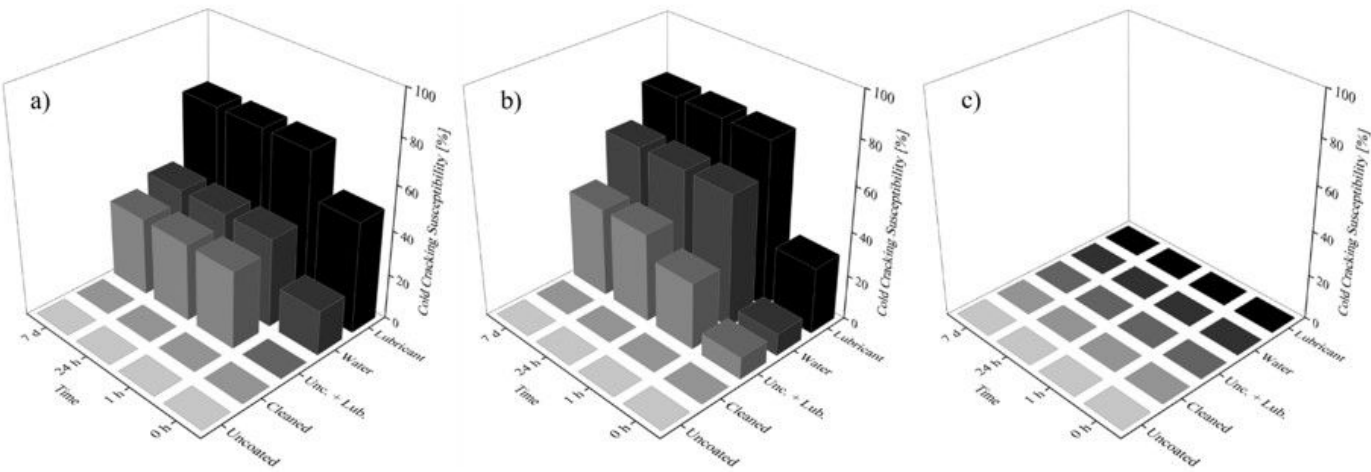 a)
100
80
60
40
20
0
Cold Cracking Susceptibility [%]
7 d
24 h
1 h
0 h
Time
Lubricant
Water
Unc. + Lub.
Cleaned
Uncoated
b)
100
80
60
40
20
0
Cold Cracking Susceptibility [%]
7 d
24 h
1 h
0 h
Time
Lubricant
Water
Unc. + Lub.
Cleaned
Uncoated
c)
100
80
60
40
20
0
Cold Cracking Susceptibility [%]
7 d
24 h
1 h
0 h
Time
Lubricant
Water
Unc. + Lub.
Cleaned
Uncoated